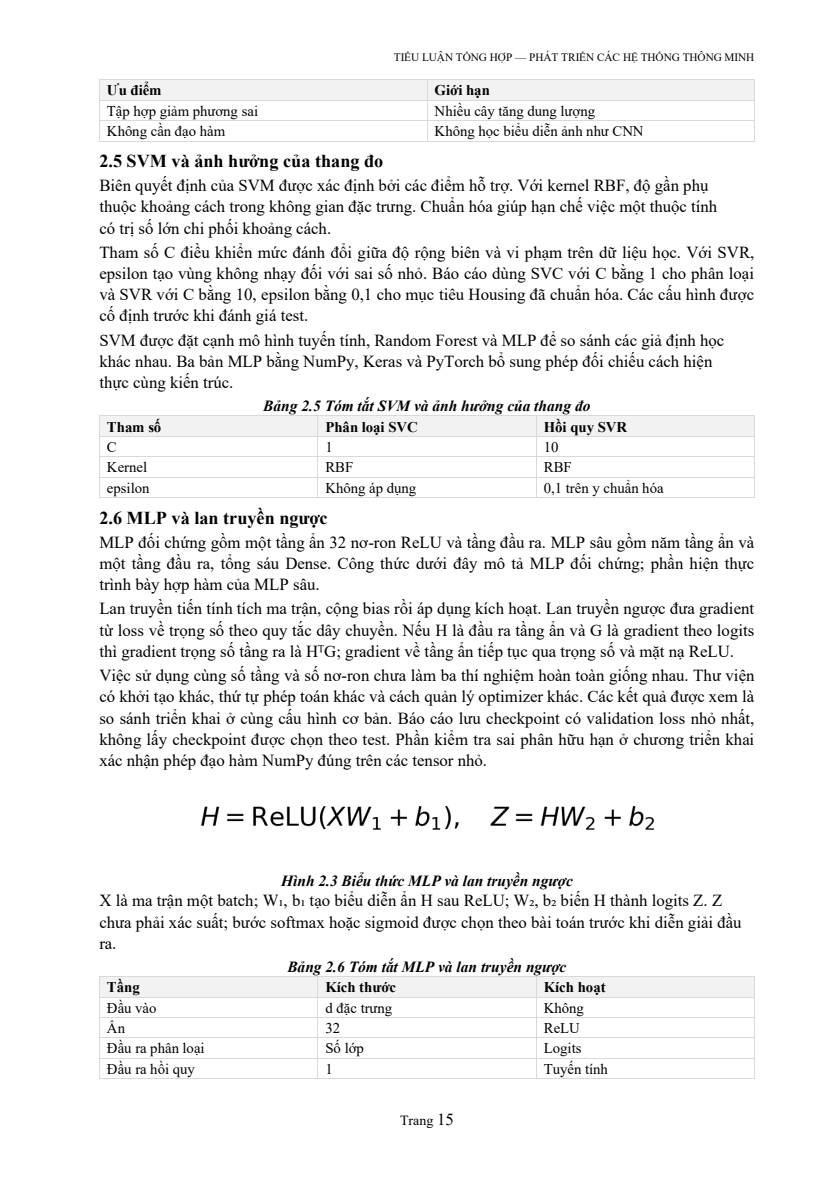 TIỂU LUẬN TỔNG HỢP — PHÁT TRIỂN CÁC HỆ THỐNG THÔNG MINH
Ưu điểm Giới hạn
Tập hợp giảm phương sai Nhiều cây tăng dung lượng
Không cần đạo hàm Không học biểu diễn ảnh như CNN
2.5 SVM và ảnh hưởng của thang đo
Biên quyết định của SVM được xác định bởi các điểm hỗ trợ. Với kernel RBF, độ gần phụ
thuộc khoảng cách trong không gian đặc trưng. Chuẩn hóa giúp hạn chế việc một thuộc tính
có trị số lớn chi phối khoảng cách.
Tham số C điều khiển mức đánh đổi giữa độ rộng biên và vi phạm trên dữ liệu học. Với SVR,
epsilon tạo vùng không nhạy đối với sai số nhỏ. Báo cáo dùng SVC với C bằng 1 cho phân loại
và SVR với C bằng 10, epsilon bằng 0,1 cho mục tiêu Housing đã chuẩn hóa. Các cấu hình được
cố định trước khi đánh giá test.
SVM được đặt cạnh mô hình tuyến tính, Random Forest và MLP để so sánh các giả định học
khác nhau. Ba bản MLP bằng NumPy, Keras và PyTorch bổ sung phép đối chiếu cách hiện
thực cùng kiến trúc.
Bảng 2.5 Tóm tắt SVM và ảnh hưởng của thang đo
Tham số Phân loại SVC Hồi quy SVR
C 1 10
Kernel RBF RBF
epsilon Không áp dụng 0,1 trên y chuẩn hóa
2.6 MLP và lan truyền ngược
MLP đối chứng gồm một tầng ẩn 32 nơ-ron ReLU và tầng đầu ra. MLP sâu gồm năm tầng ẩn và
một tầng đầu ra, tổng sáu Dense. Công thức dưới đây mô tả MLP đối chứng; phần hiện thực
trình bày hợp hàm của MLP sâu.
Lan truyền tiến tính tích ma trận, cộng bias rồi áp dụng kích hoạt. Lan truyền ngược đưa gradient
từ loss về trọng số theo quy tắc dây chuyền. Nếu H là đầu ra tầng ẩn và G là gradient theo logits
thì gradient trọng số tầng ra là HᵀG; gradient về tầng ẩn tiếp tục qua trọng số và mặt nạ ReLU.
Việc sử dụng cùng số tầng và số nơ-ron chưa làm ba thí nghiệm hoàn toàn giống nhau. Thư viện
có khởi tạo khác, thứ tự phép toán khác và cách quản lý optimizer khác. Các kết quả được xem là
so sánh triển khai ở cùng cấu hình cơ bản. Báo cáo lưu checkpoint có validation loss nhỏ nhất,
không lấy checkpoint được chọn theo test. Phần kiểm tra sai phân hữu hạn ở chương triển khai
xác nhận phép đạo hàm NumPy đúng trên các tensor nhỏ.
H = ReLU(XW₁ + b₁), Z = HW₂ + b₂
Hình 2.3 Biểu thức MLP và lan truyền ngược
X là ma trận một batch; W₁, b₁ tạo biểu diễn ẩn H sau ReLU; W₂, b₂ biến H thành logits Z. Z
chưa phải xác suất; bước softmax hoặc sigmoid được chọn theo bài toán trước khi diễn giải đầu
ra.
Bảng 2.6 Tóm tắt MLP và lan truyền ngược
Tầng Kích thước Kích hoạt
Đầu vào d đặc trưng Không
Ẩn 32 ReLU
Đầu ra phân loại Số lớp Logits
Đầu ra hồi quy 1 Tuyến tính
Trang 15